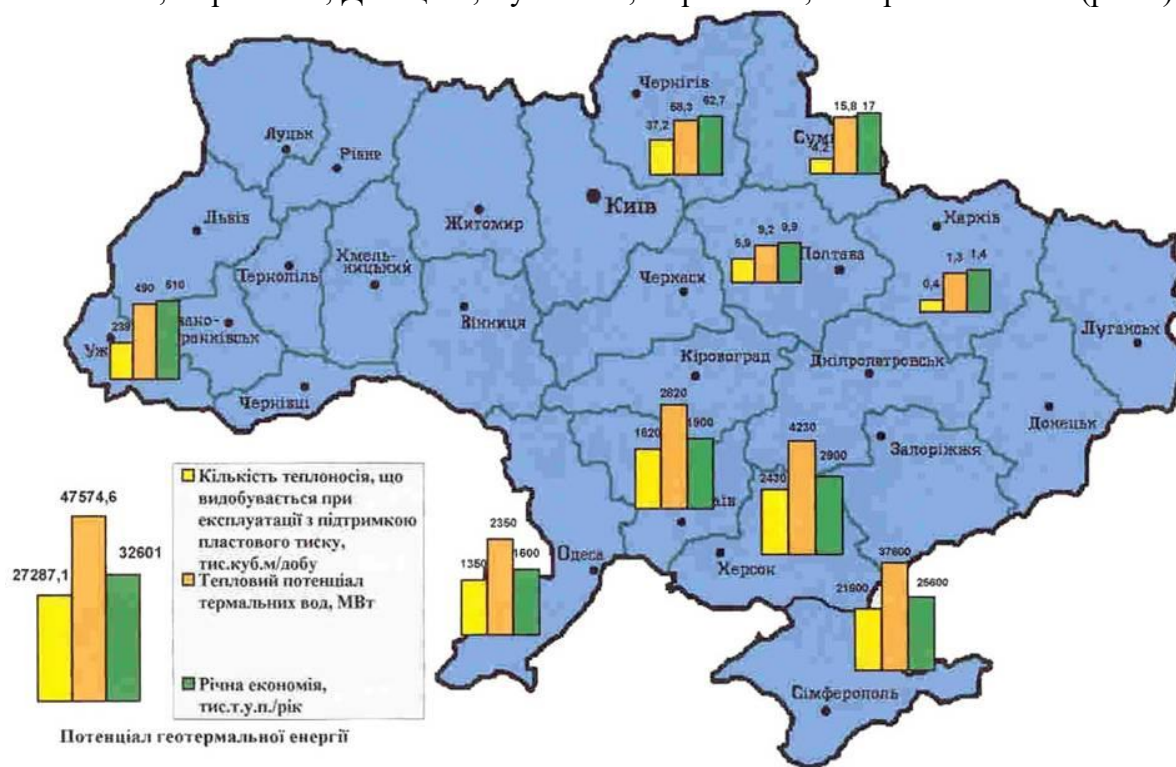 Чернігів
37,2
58,3
62,7
4,2
15,8
17
Луцьк
Рівне
Київ
Львів
Житомир
Харків
Тернопіль
Хмель-
ницький
5,9
9,2
9,9
Полтава
Черкаси
0,4
1,3
1,4
239
490
510
Вінниця
Луганськ
Кіровоград
Дніпропетровськ
Чернівці
Донецьк
Запоріжжя
1620
2820
1900
2430
4230
2900
Херсон
Одеса
1350
2350
1600
21900
37600
25600
Сімферополь
27287,1
47574,6
32601
Кількість теплоносія, що
видобувається при
експлуатації з підтримкою
пластового тиску,
тис.куб.м/добу
Тепловий потенціал
термальних вод, МВт
Річна економія,
тис.т.у.п./рік
Потенціал геотермальної енергії